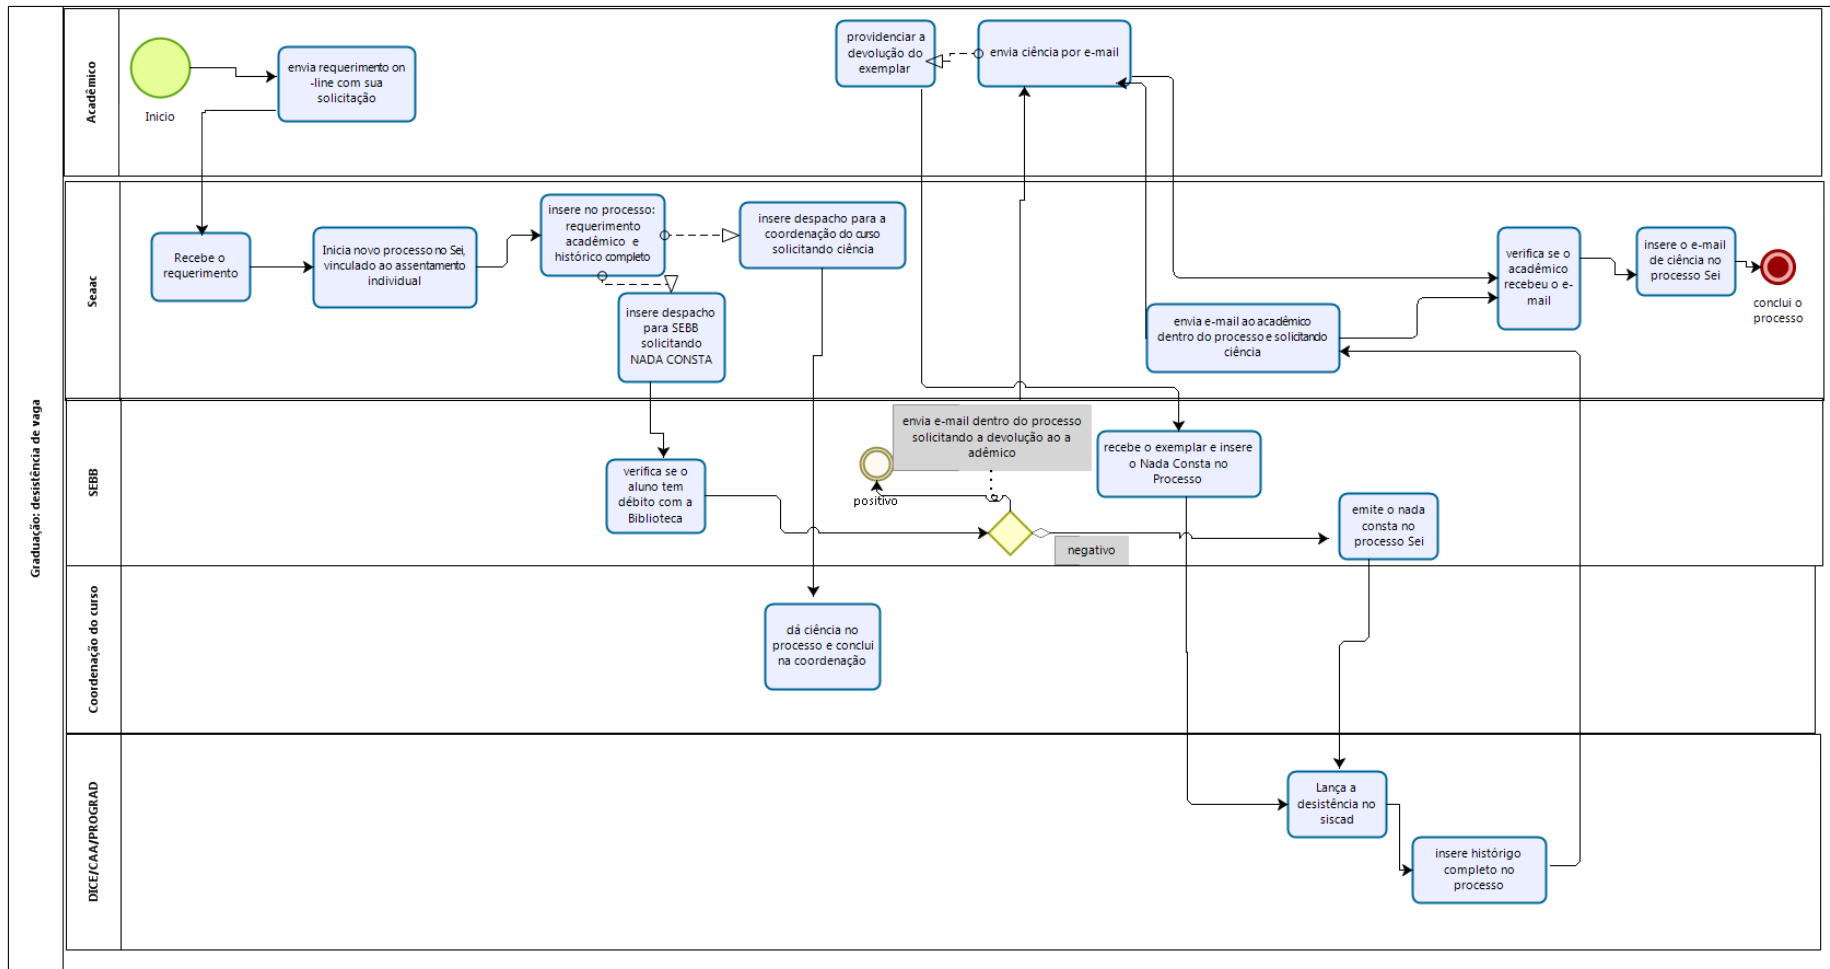 Graduação: desistência de vaga
Acadêmico
Inicio
envia requerimento on
-line com sua
solicitação
providenciar a
devolução do
exemplar
envia ciência por e-mail
Seaac
Recebe o
requerimento
Inicia novo processo no Sei,
vinculado ao assentamento
individual
insere no processo:
requerimento
acadêmico e
histórico completo
insere despacho para a
coordenação do curso
solicitando ciência
insere despacho
para SEBB
solicitando
NADA CONSTA
envia e-mail ao acadêmico
dentro do processo e solicitando
ciência
verifica se o
acadêmico
recebeu o e-
mail
insere o e-mail
de ciência no
processo Sei
conclui o
processo
SEBB
verifica se o
aluno tem
débito com a
Biblioteca
positivo
envia e-mail dentro do processo
solicitando a devolução ao a
adêmico
negativo
recebe o exemplar e insere
o Nada Consta no
Processo
emite o nada
consta no
processo Sei
Coordenação do curso
dá ciência no
processo e conclui
na coordenação
DICE/CAA/PROGRAD
Lança a
desistência no
siscad
insere histórigo
completo no
processo